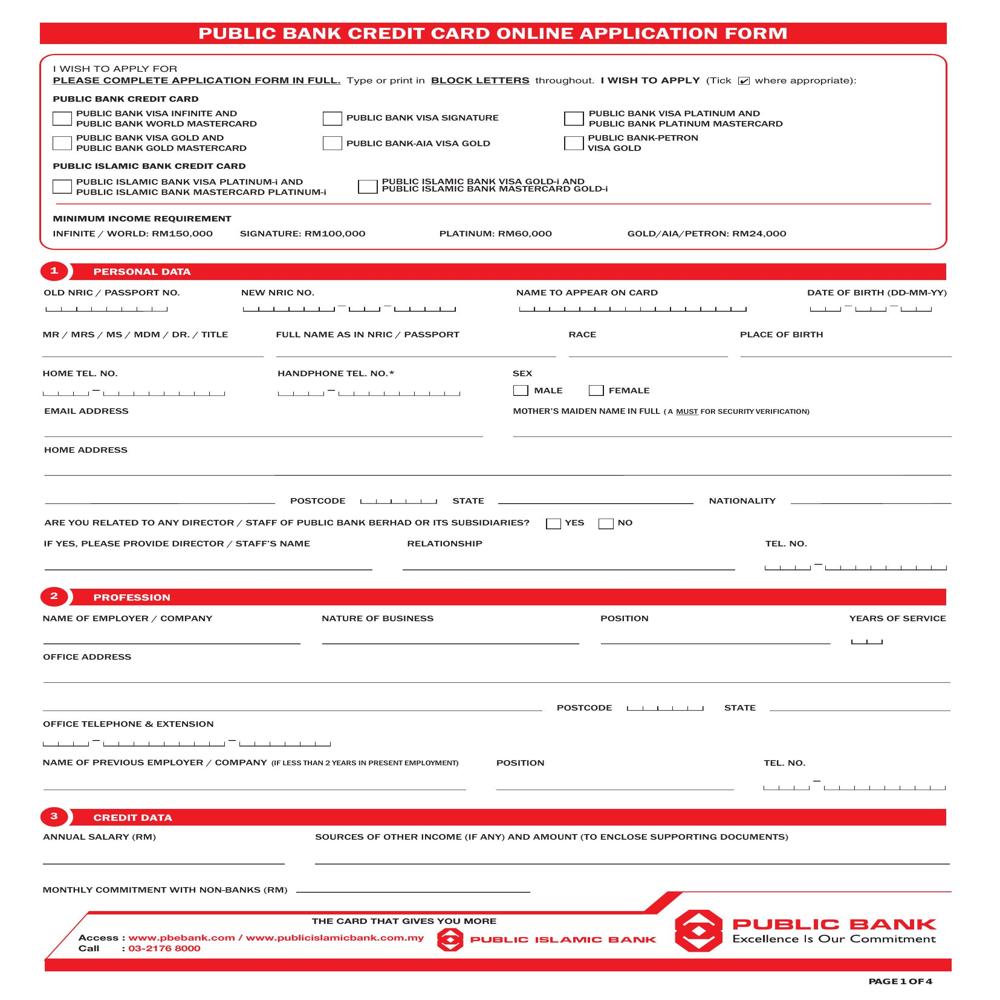 PUBLIC BANK CREDIT CARD ONLINE APPLICATION FORM
I WISH TO APPLY FOR
PLEASE COMPLETE APPLICATION FORM IN FULL. Type or print in BLOCK LETTERS throughout. I WISH TO APPLY (Tick ✔ where appropriate):
PUBLIC BANK CREDIT CARD
PUBLIC BANK VISA INFINITE AND
PUBLIC BANK WORLD MASTERCARD
PUBLIC BANK VISA SIGNATURE
PUBLIC BANK VISA PLATINUM AND
PUBLIC BANK PLATINUM MASTERCARD
PUBLIC BANK VISA GOLD AND
PUBLIC BANK GOLD MASTERCARD
PUBLIC BANK-AIA VISA GOLD
PUBLIC BANK-PETRON
VISA GOLD
PUBLIC ISLAMIC BANK CREDIT CARD
PUBLIC ISLAMIC BANK VISA PLATINUM-i AND
PUBLIC ISLAMIC BANK MASTERCARD PLATINUM-i
PUBLIC ISLAMIC BANK VISA GOLD-i AND
PUBLIC ISLAMIC BANK MASTERCARD GOLD-i
MINIMUM INCOME REQUIREMENT
INFINITE / WORLD: RM150,000 SIGNATURE: RM100,000 PLATINUM: RM60,000 GOLD/AIA/PETRON: RM24,000
1 PERSONAL DATA
OLD NRIC / PASSPORT NO. NEW NRIC NO. NAME TO APPEAR ON CARD DATE OF BIRTH (DD-MM-YY)
MR / MRS / MS / MDM / DR. / TITLE FULL NAME AS IN NRIC / PASSPORT RACE PLACE OF BIRTH
HOME TEL. NO. HANDPHONE TEL. NO.* SEX
MALE FEMALE
EMAIL ADDRESS MOTHER'S MAIDEN NAME IN FULL ( A MUST FOR SECURITY VERIFICATION)
HOME ADDRESS
POSTCODE STATE NATIONALITY
ARE YOU RELATED TO ANY DIRECTOR / STAFF OF PUBLIC BANK BERHAD OR ITS SUBSIDIARIES? YES NO
IF YES, PLEASE PROVIDE DIRECTOR / STAFF'S NAME RELATIONSHIP TEL. NO.
2 PROFESSION
NAME OF EMPLOYER / COMPANY NATURE OF BUSINESS POSITION YEARS OF SERVICE
OFFICE ADDRESS
POSTCODE STATE
OFFICE TELEPHONE & EXTENSION
NAME OF PREVIOUS EMPLOYER / COMPANY (IF LESS THAN 2 YEARS IN PRESENT EMPLOYMENT) POSITION TEL. NO.
3 CREDIT DATA
ANNUAL SALARY (RM) SOURCES OF OTHER INCOME (IF ANY) AND AMOUNT (TO ENCLOSE SUPPORTING DOCUMENTS)
MONTHLY COMMITMENT WITH NON-BANKS (RM)
THE CARD THAT GIVES YOU MORE
Access : www.pbebank.com / www.publicislamicbank.com.my
Call : 03-2176 8000
PUBLIC ISLAMIC BANK
PUBLIC BANK
Excellence Is Our Commitment
PAGE 1 OF 4